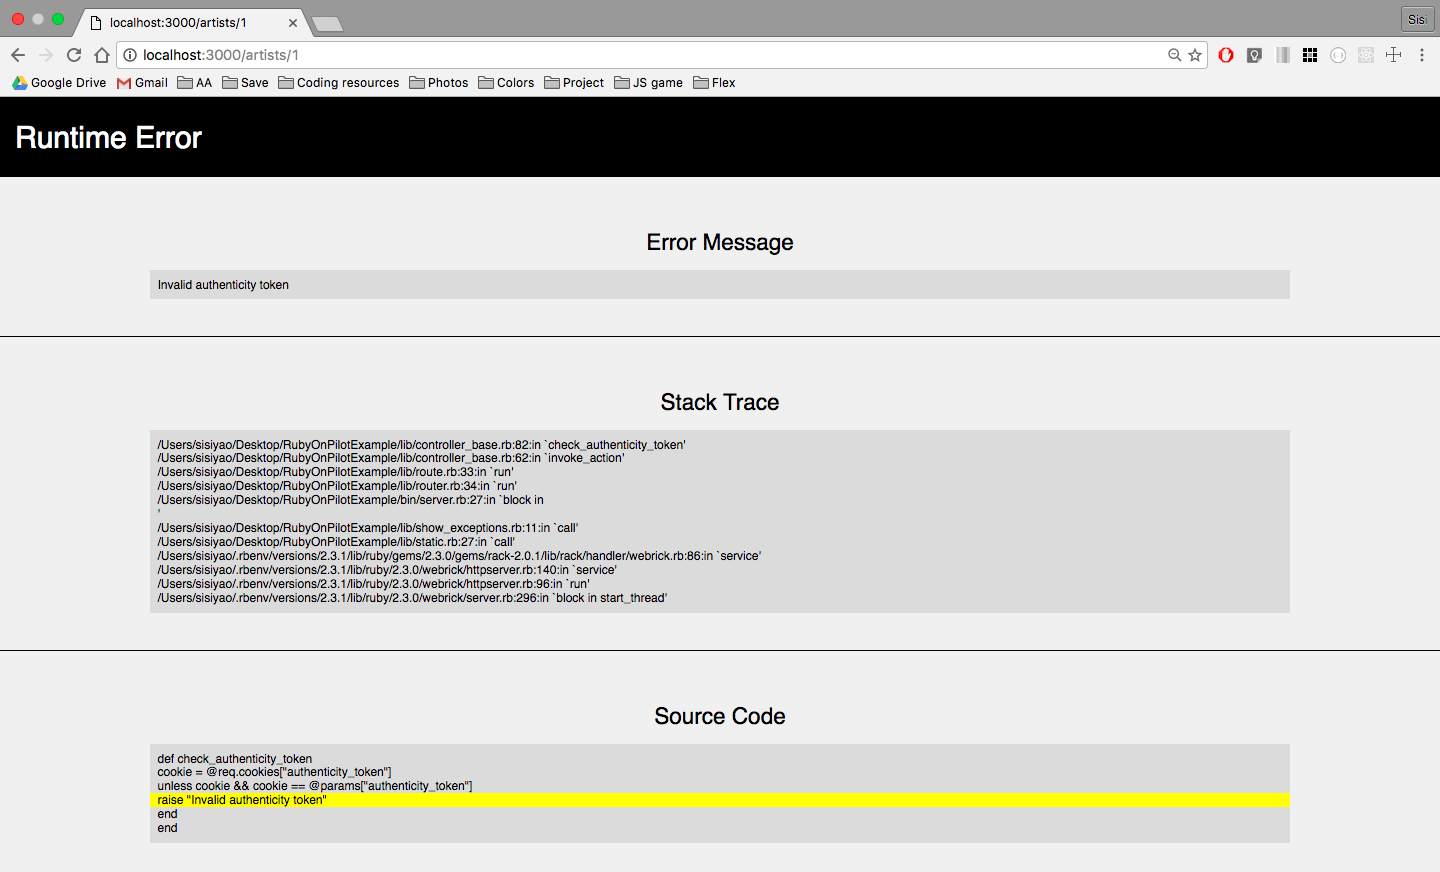 localhost:3000/artists/1
Sisi
localhost:3000/artists/1
Google Drive Gmail AA Save Coding resources Photos Colors Project JS game Flex
Runtime Error
Error Message
Invalid authenticity token
Stack Trace
/Users/sisiyao/Desktop/RubyOnPilotExample/lib/controller_base.rb:82:in `check_authenticity_token'
/Users/sisiyao/Desktop/RubyOnPilotExample/lib/controller_base.rb:62:in `invoke_action'
/Users/sisiyao/Desktop/RubyOnPilotExample/lib/route.rb:33:in `run'
/Users/sisiyao/Desktop/RubyOnPilotExample/lib/router.rb:34:in `run'
/Users/sisiyao/Desktop/RubyOnPilotExample/bin/server.rb:27:in `block in
'
/Users/sisiyao/Desktop/RubyOnPilotExample/lib/show_exceptions.rb:11:in `call'
/Users/sisiyao/Desktop/RubyOnPilotExample/lib/static.rb:27:in `call'
/Users/sisiyao/.rbenv/versions/2.3.1/lib/ruby/gems/2.3.0/gems/rack-2.0.1/lib/rack/handler/webrick.rb:86:in `service'
/Users/sisiyao/.rbenv/versions/2.3.1/lib/ruby/2.3.0/webrick/httpserver.rb:140:in `service'
/Users/sisiyao/.rbenv/versions/2.3.1/lib/ruby/2.3.0/webrick/httpserver.rb:96:in `run'
/Users/sisiyao/.rbenv/versions/2.3.1/lib/ruby/2.3.0/webrick/server.rb:296:in `block in start_thread'
Source Code
def check_authenticity_token
cookie = @req.cookies["authenticity_token"]
unless cookie && cookie == @params["authenticity_token"]
raise "Invalid authenticity token"
end
end